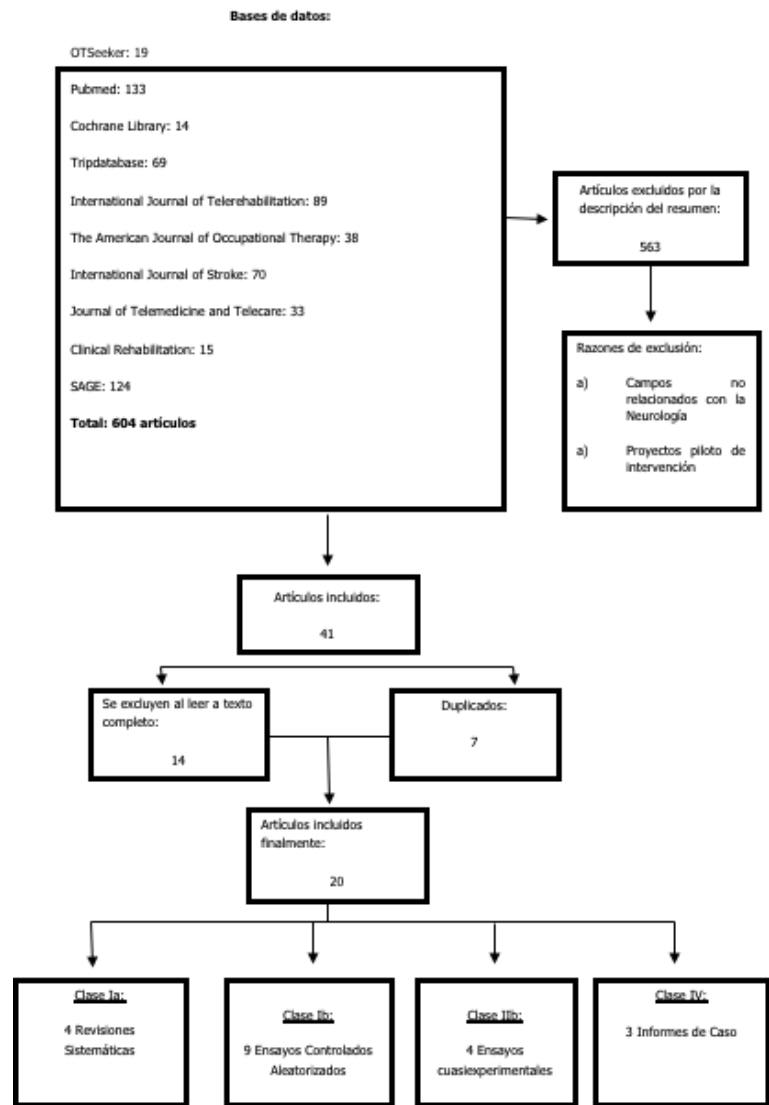 Bases de datos:
OTSeeker: 19
Pubmed: 133
Cochrane Library: 14
Tripdatabase: 69
International Journal of Telerehabilitation: 89
The American Journal of Occupational Therapy: 38
International Journal of Stroke: 70
Journal of Telemedicine and Telecare: 33
Clinical Rehabilitation: 15
SAGE: 124
Total: 604 artículos
Artículos excluidos por la
descripción del resumen:
563
Razones de exclusión:
a) Campos no
relacionados con la
Neurología
a) Proyectos piloto de
intervención
Artículos incluidos:
41
Se excluyen al leer a texto
completo:
14
Duplicados:
7
Artículos incluidos
finalmente:
20
Clase Ia:
4 Revisiones
Sistemáticas
Clase Ib:
9 Ensayos Controlados
Aleatorizados
Clase IIb:
4 Ensayos
cuasiexperimentales
Clase IV:
3 Informes de Caso